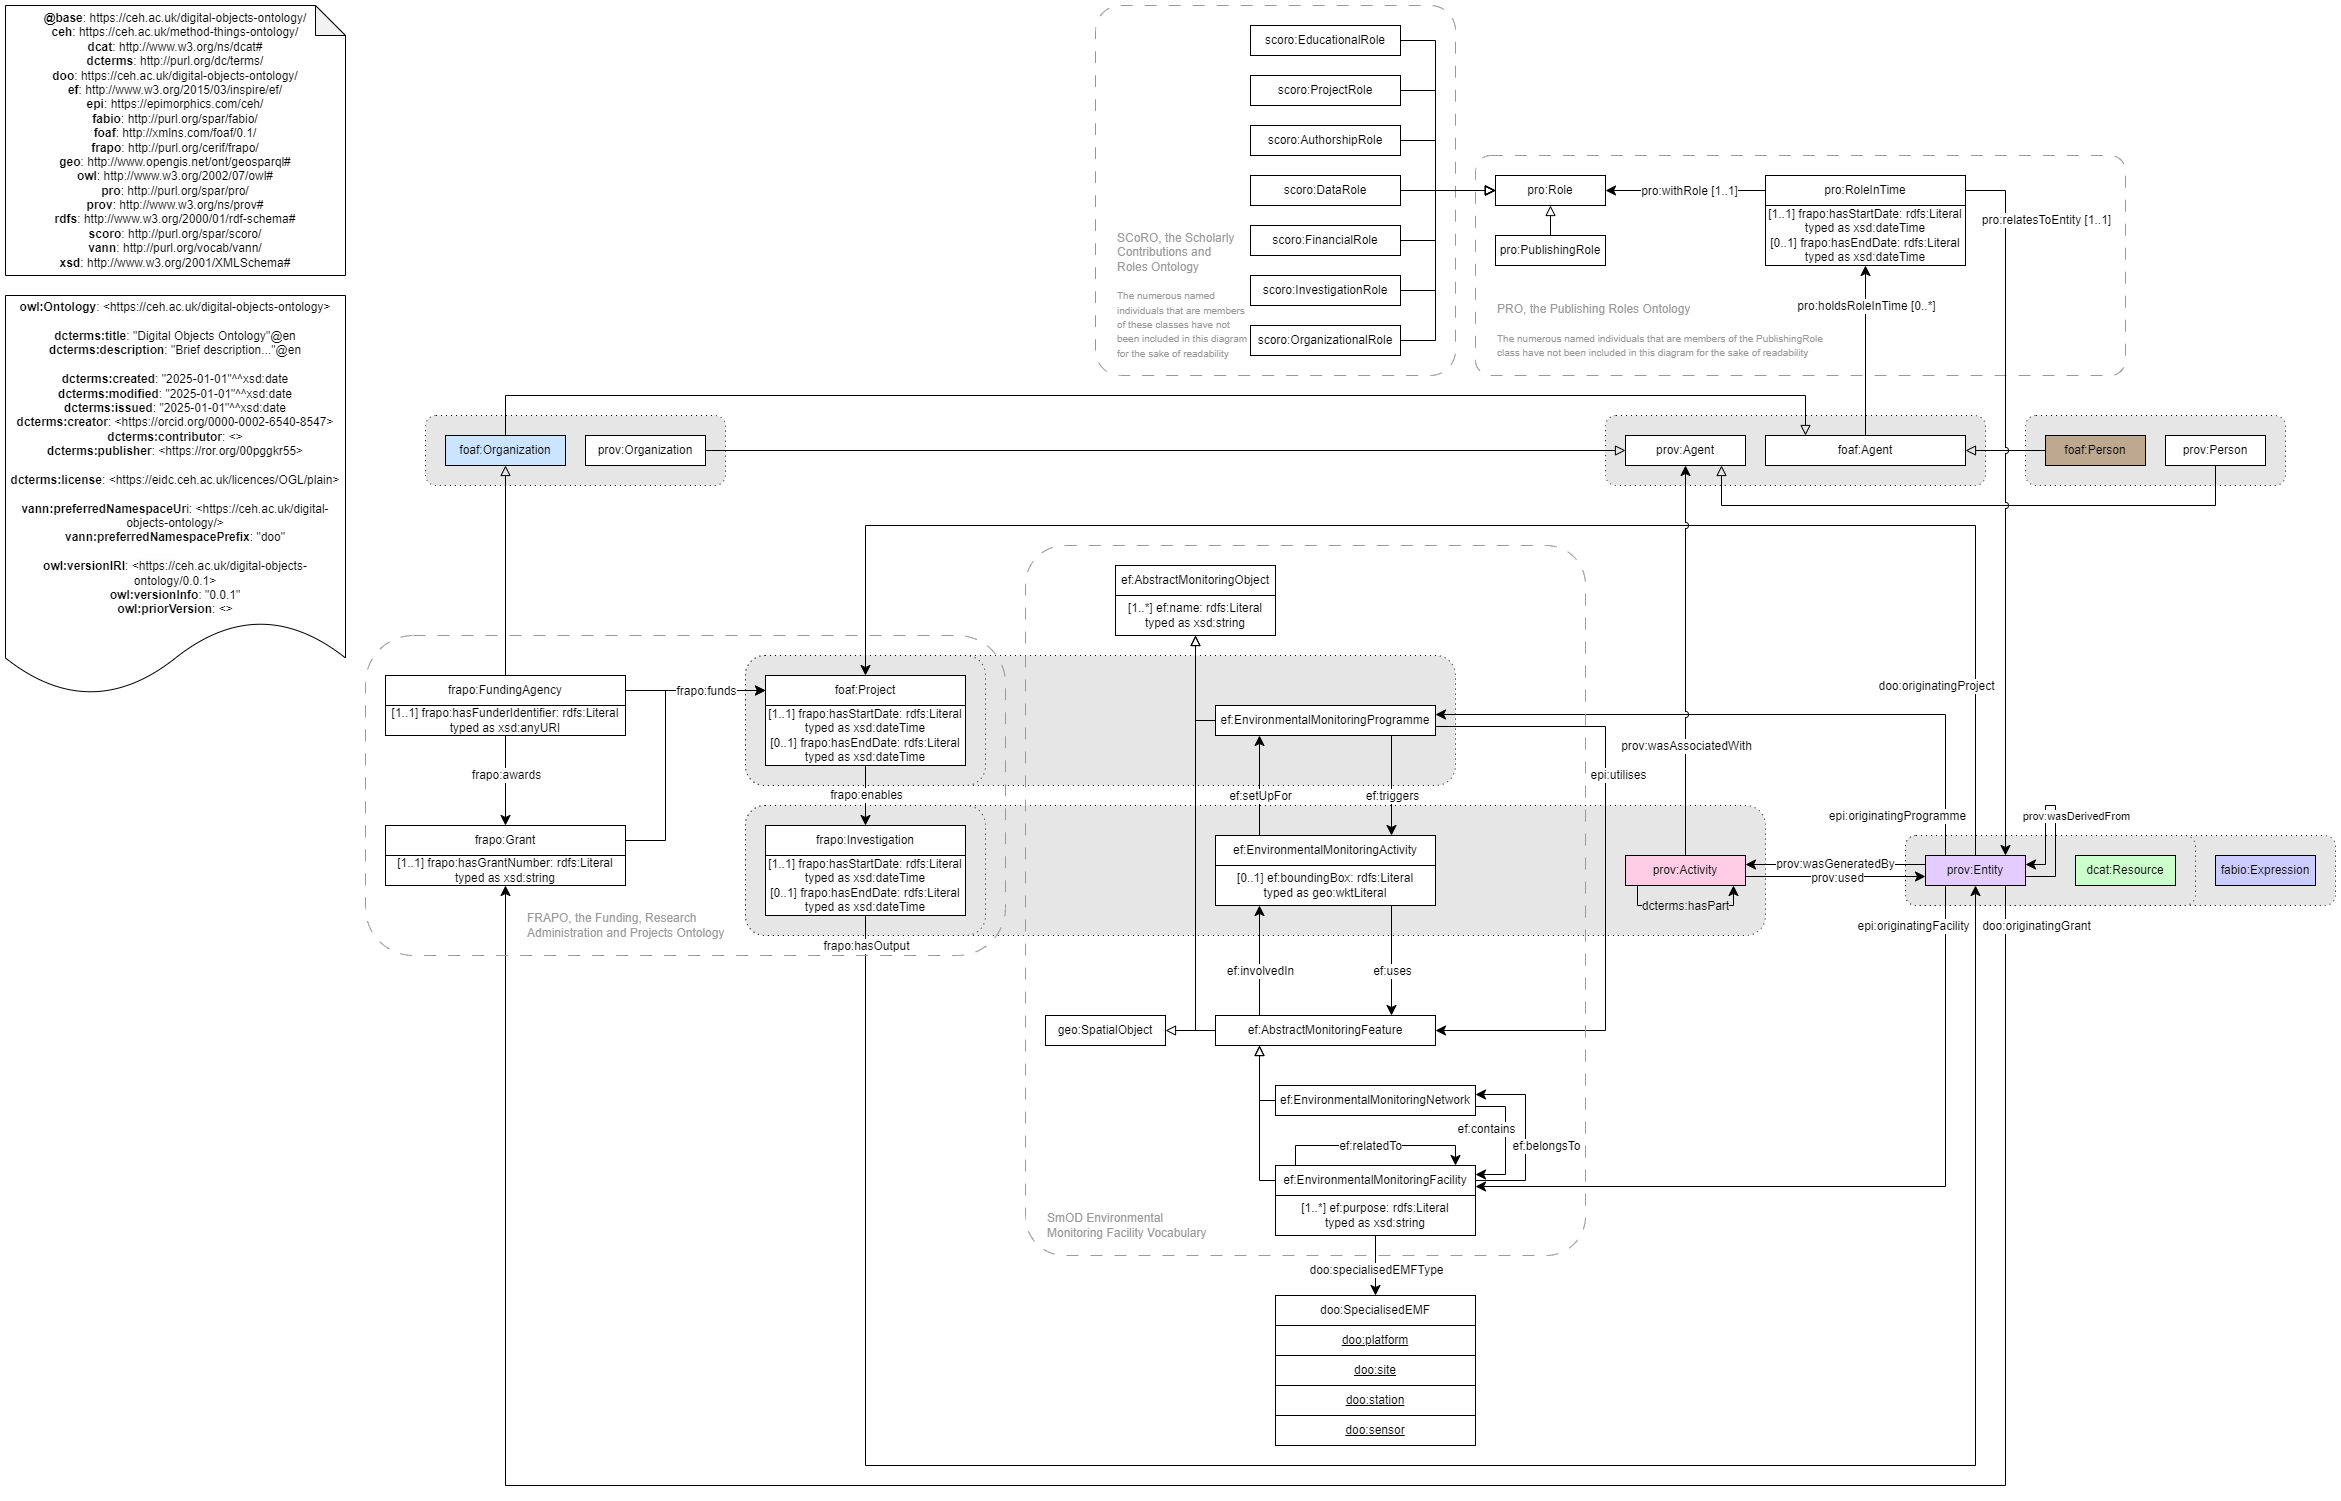 @base: https://ceh.ac.uk/digital-objects-ontology/
ceh: https://ceh.ac.uk/method-things-ontology/
dcat: http://www.w3.org/ns/dcat#
dcterms: http://purl.org/dc/terms/
doo: https://ceh.ac.uk/digital-objects-ontology/
ef: http://www.w3.org/2015/03/inspire/ef/
epi: https://epimorphics.com/ceh/
fabio: http://purl.org/spar/fabio/
foaf: http://xmlns.com/foaf/0.1/
frapo: http://purl.org/cerif/frapo/
geo: http://www.opengis.net/ont/geosparql#
owl: http://www.w3.org/2002/07/owl#
pro: http://purl.org/spar/pro/
prov: http://www.w3.org/ns/prov#
rdfs: http://www.w3.org/2000/01/rdf-schema#
scoro: http://purl.org/spar/scoro/
vann: http://purl.org/vocab/vann/
xsd: http://www.w3.org/2001/XMLSchema#
owl:Ontology: <https://ceh.ac.uk/digital-objects-ontology>
dcterms:title: "Digital Objects Ontology"@en
dcterms:description: "Brief description..."@en
dcterms:created: "2025-01-01"^^xsd:date
dcterms:modified: "2025-01-01"^^xsd:date
dcterms:issued: "2025-01-01"^^xsd:date
dcterms:creator: <https://orcid.org/0000-0002-6540-8547>
dcterms:contributor: <>
dcterms:publisher: <https://ror.org/00pggkr55>
dcterms:license: <https://eidc.ceh.ac.uk/licences/OGL/plain>
vann:preferredNamespaceUri: <https://ceh.ac.uk/digital-
objects-ontology/>
vann:preferredNamespacePrefix: "doo"
owl:versionIRI: <https://ceh.ac.uk/digital-objects-
ontology/0.0.1>
owl:versionInfo: "0.0.1"
owl:priorVersion: <>
scoro:EducationalRole
scoro:ProjectRole
scoro:AuthorshipRole
scoro:DataRole
scoro:FinancialRole
scoro:InvestigationRole
scoro:OrganizationalRole
SCoRO, the Scholarly
Contributions and
Roles Ontology
The numerous named
individuals that are members
of these classes have not
been included in this diagram
for the sake of readability
pro:Role
pro:PublishingRole
pro:withRole [1..1]
pro:RoleInTime
[1..1] frapo:hasStartDate: rdfs:Literal
typed as xsd:dateTime
[0..1] frapo:hasEndDate: rdfs:Literal
typed as xsd:dateTime
pro:relatesToEntity [1..1]
pro:holdsRoleInTime [0..*]
PRO, the Publishing Roles Ontology
The numerous named individuals that are members of the PublishingRole
class have not been included in this diagram for the sake of readability
foaf:Organization
prov:Organization
prov:Agent
foaf:Agent
foaf:Person
prov:Person
ef:AbstractMonitoringObject
[1..*] ef:name: rdfs:Literal
typed as xsd:string
frapo:FundingAgency
[1..1] frapo:hasFunderIdentifier: rdfs:Literal
typed as xsd:anyURI
frapo:funds
frapo:awards
frapo:Grant
[1..1] frapo:hasGrantNumber: rdfs:Literal
typed as xsd:string
FRAPO, the Funding, Research
Administration and Projects Ontology
foaf:Project
[1..1] frapo:hasStartDate: rdfs:Literal
typed as xsd:dateTime
[0..1] frapo:hasEndDate: rdfs:Literal
typed as xsd:dateTime
frapo:enables
frapo:Investigation
[1..1] frapo:hasStartDate: rdfs:Literal
typed as xsd:dateTime
[0..1] frapo:hasEndDate: rdfs:Literal
typed as xsd:dateTime
frapo:hasOutput
ef:EnvironmentalMonitoringProgramme
ef:setUpFor
ef:triggers
ef:EnvironmentalMonitoringActivity
[0..1] ef:boundingBox: rdfs:Literal
typed as geo:wktLiteral
ef:involvedIn
ef:uses
geo:SpatialObject
ef:AbstractMonitoringFeature
ef:EnvironmentalMonitoringNetwork
ef:contains
ef:relatedTo
ef:belongsTo
ef:EnvironmentalMonitoringFacility
[1..*] ef:purpose: rdfs:Literal
typed as xsd:string
SmOD Environmental
Monitoring Facility Vocabulary
doo:specialisedEMFType
doo:SpecialisedEMF
doo:platform
doo:site
doo:station
doo:sensor
doo:originatingProject
prov:wasAssociatedWith
epi:utilises
epi:originatingProgramme
prov:wasDerivedFrom
prov:Activity
prov:wasGeneratedBy
prov:used
dcterms:hasPart
prov:Entity
dcat:Resource
fabio:Expression
epi:originatingFacility
doo:originatingGrant